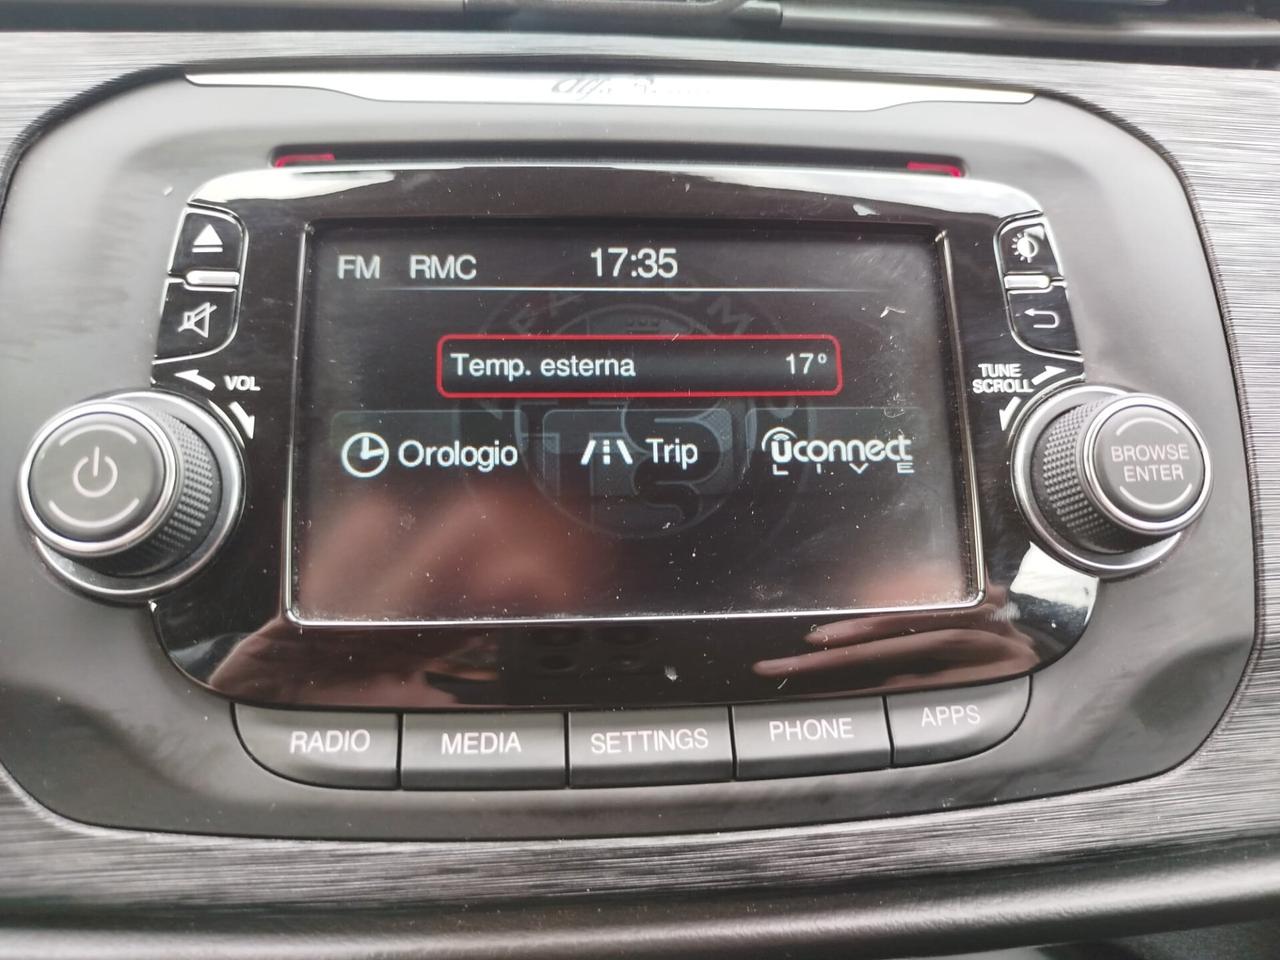 FM RMC 17:35
Temp. esterna 17°
Orologio Trip Uconnect
LIVE
VOL
TUNE
SCROLL
BROWSE
ENTER
RADIO MEDIA SETTINGS PHONE APPS